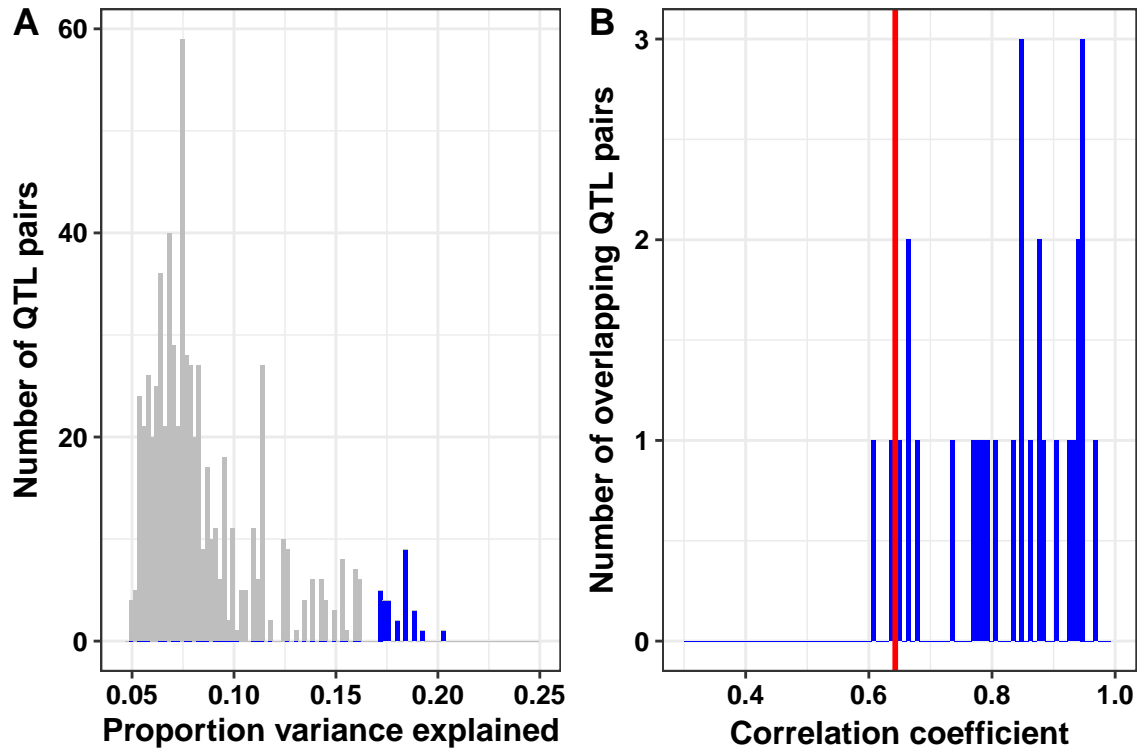 A
Number of QTL pairs
60
40
20
0
0.05 0.10 0.15 0.20 0.25
Proportion variance explained
B
Number of overlapping QTL pairs
3
2
1
0
0.4 0.6 0.8 1.0
Correlation coefficient